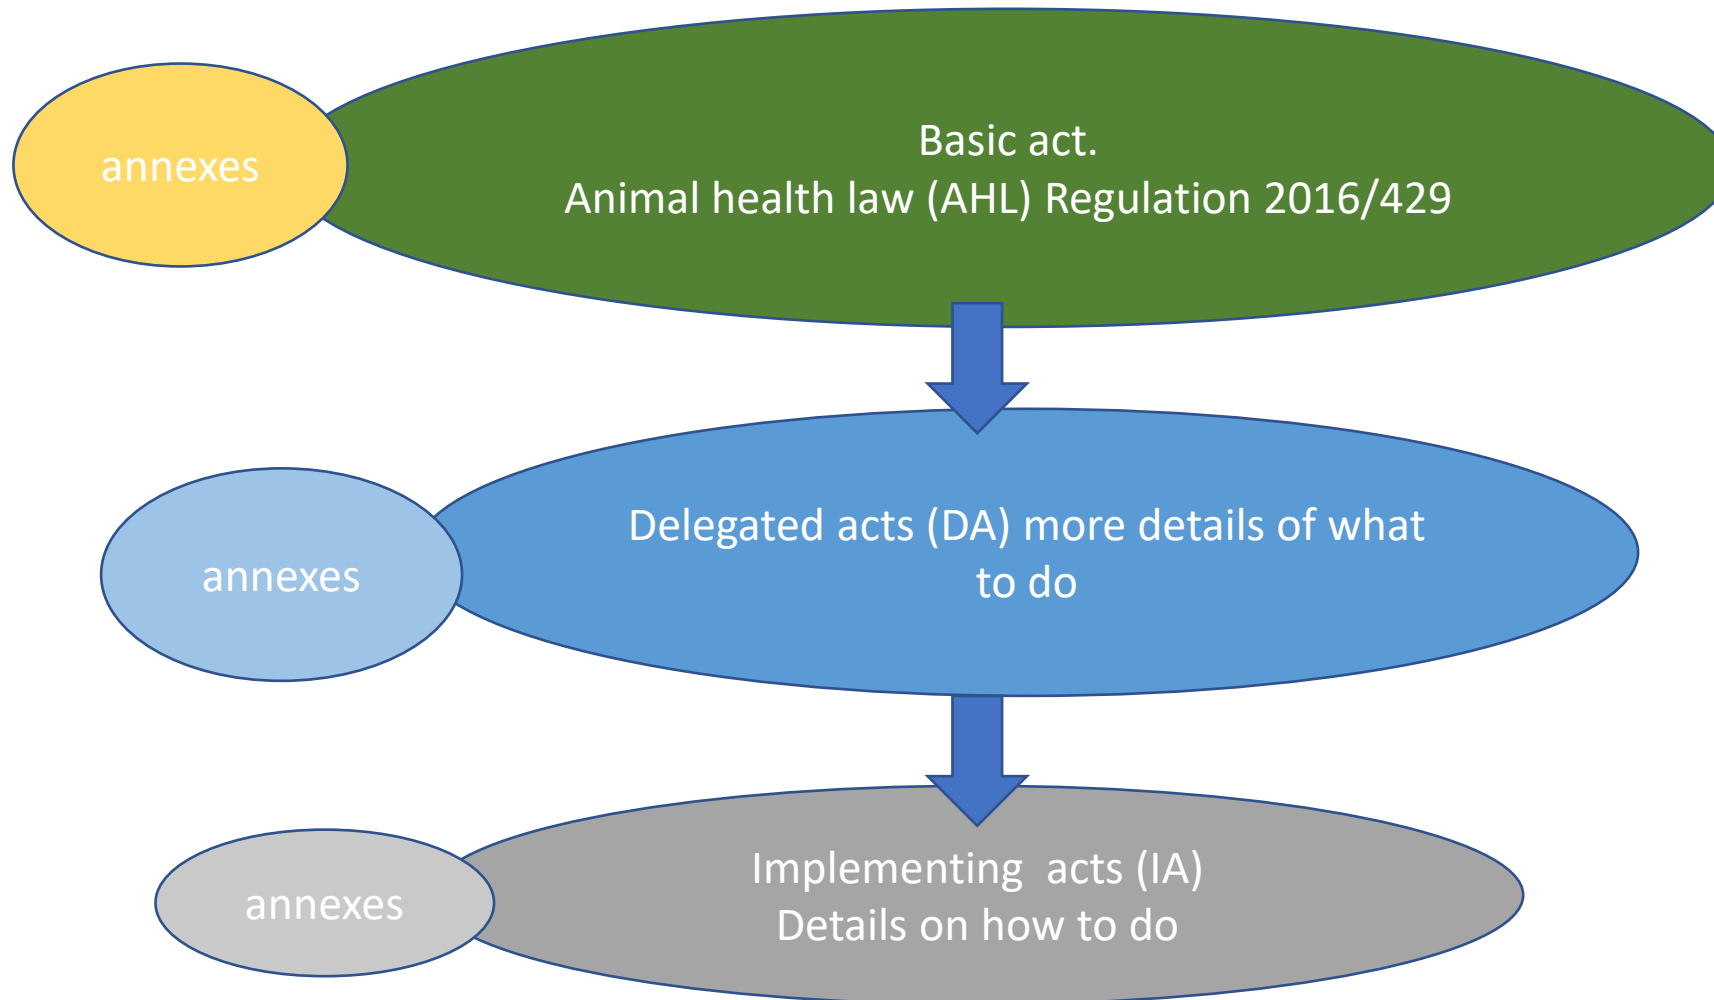 annexes
Basic act.
Animal health law (AHL) Regulation 2016/429
annexes
Delegated acts (DA) more details of what
to do
annexes
Implementing  acts (IA)
Details on how to do